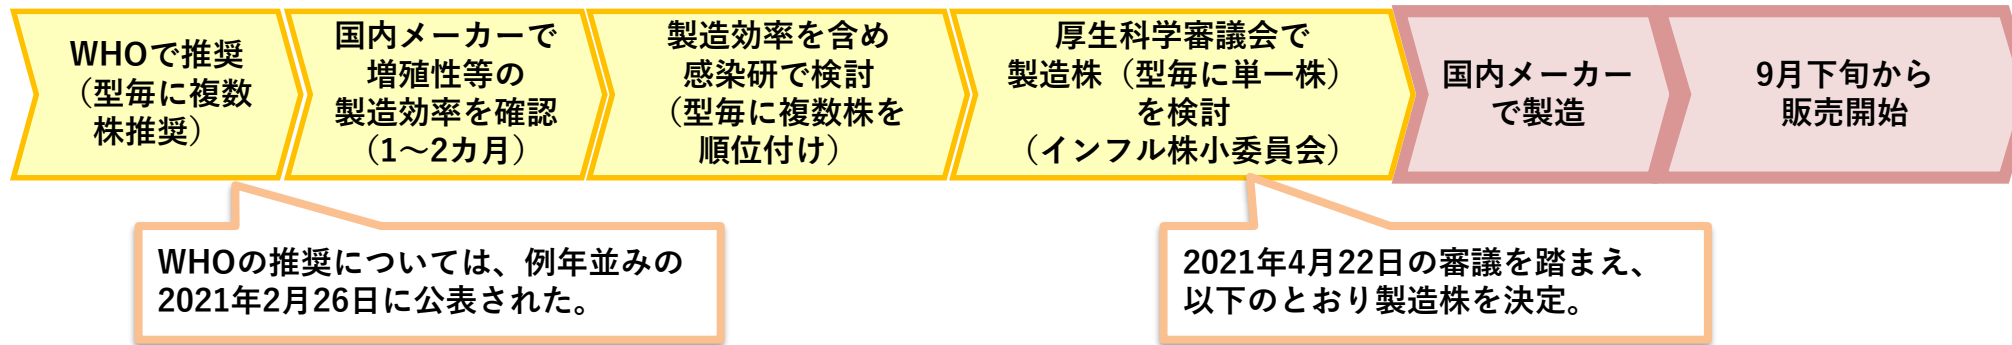 WHOで推奨
（型毎に複数
株推奨）
国内メーカーで
増殖性等の
製造効率を確認
（1～2カ月）
製造効率を含め
感染研で検討
（型毎に複数株を
順位付け）
厚生科学審議会で
製造株（型毎に単一株）
を検討
（インフル株小委員会）
国内メーカー
で製造
9月下旬から
販売開始
WHOの推奨については、例年並みの
2021年2月26日に公表された。
2021年4月22日の審議を踏まえ、
以下のとおり製造株を決定。